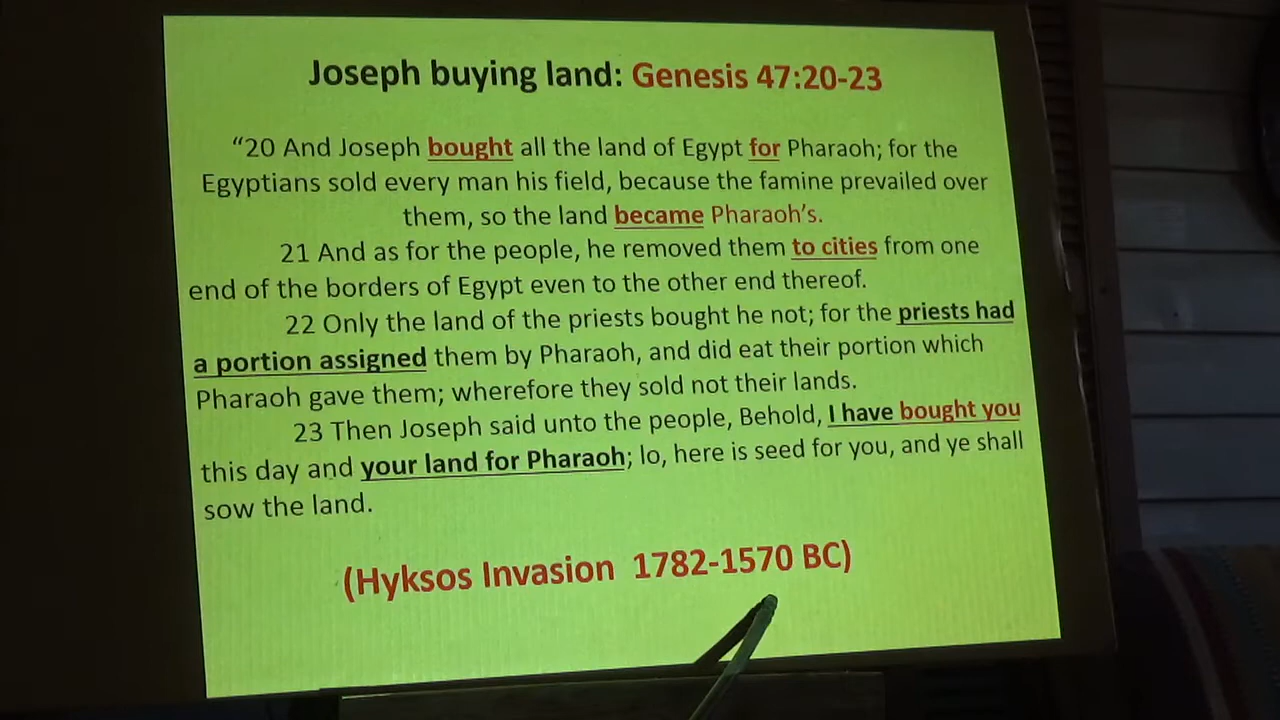 Joseph buying land: Genesis 47:20-23
“20 And Joseph bought all the land of Egypt for Pharaoh; for the
Egyptians sold every man his field, because the famine prevailed over
them, so the land became Pharaoh’s.
21 And as for the people, he removed them to cities from one
end of the borders of Egypt even to the other end thereof.
22 Only the land of the priests bought he not; for the priests had
a portion assigned them by Pharaoh, and did eat their portion which
Pharaoh gave them; wherefore they sold not their lands.
23 Then Joseph said unto the people, Behold, I have bought you
this day and your land for Pharaoh; lo, here is seed for you, and ye shall
sow the land.
(Hyksos Invasion 1782-1570 BC)